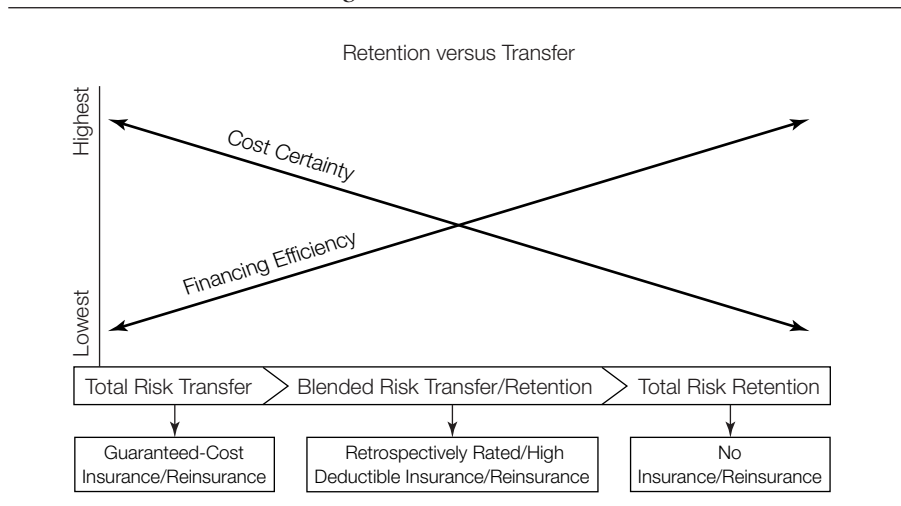 Retention versus Transfer
Highest
Cost Certainty
Financing Efficiency
Lowest
Total Risk Transfer
Blended Risk Transfer/Retention
Total Risk Retention
Guaranteed-Cost
Insurance/Reinsurance
Retrospectively Rated/High
Deductible Insurance/Reinsurance
No
Insurance/Reinsurance